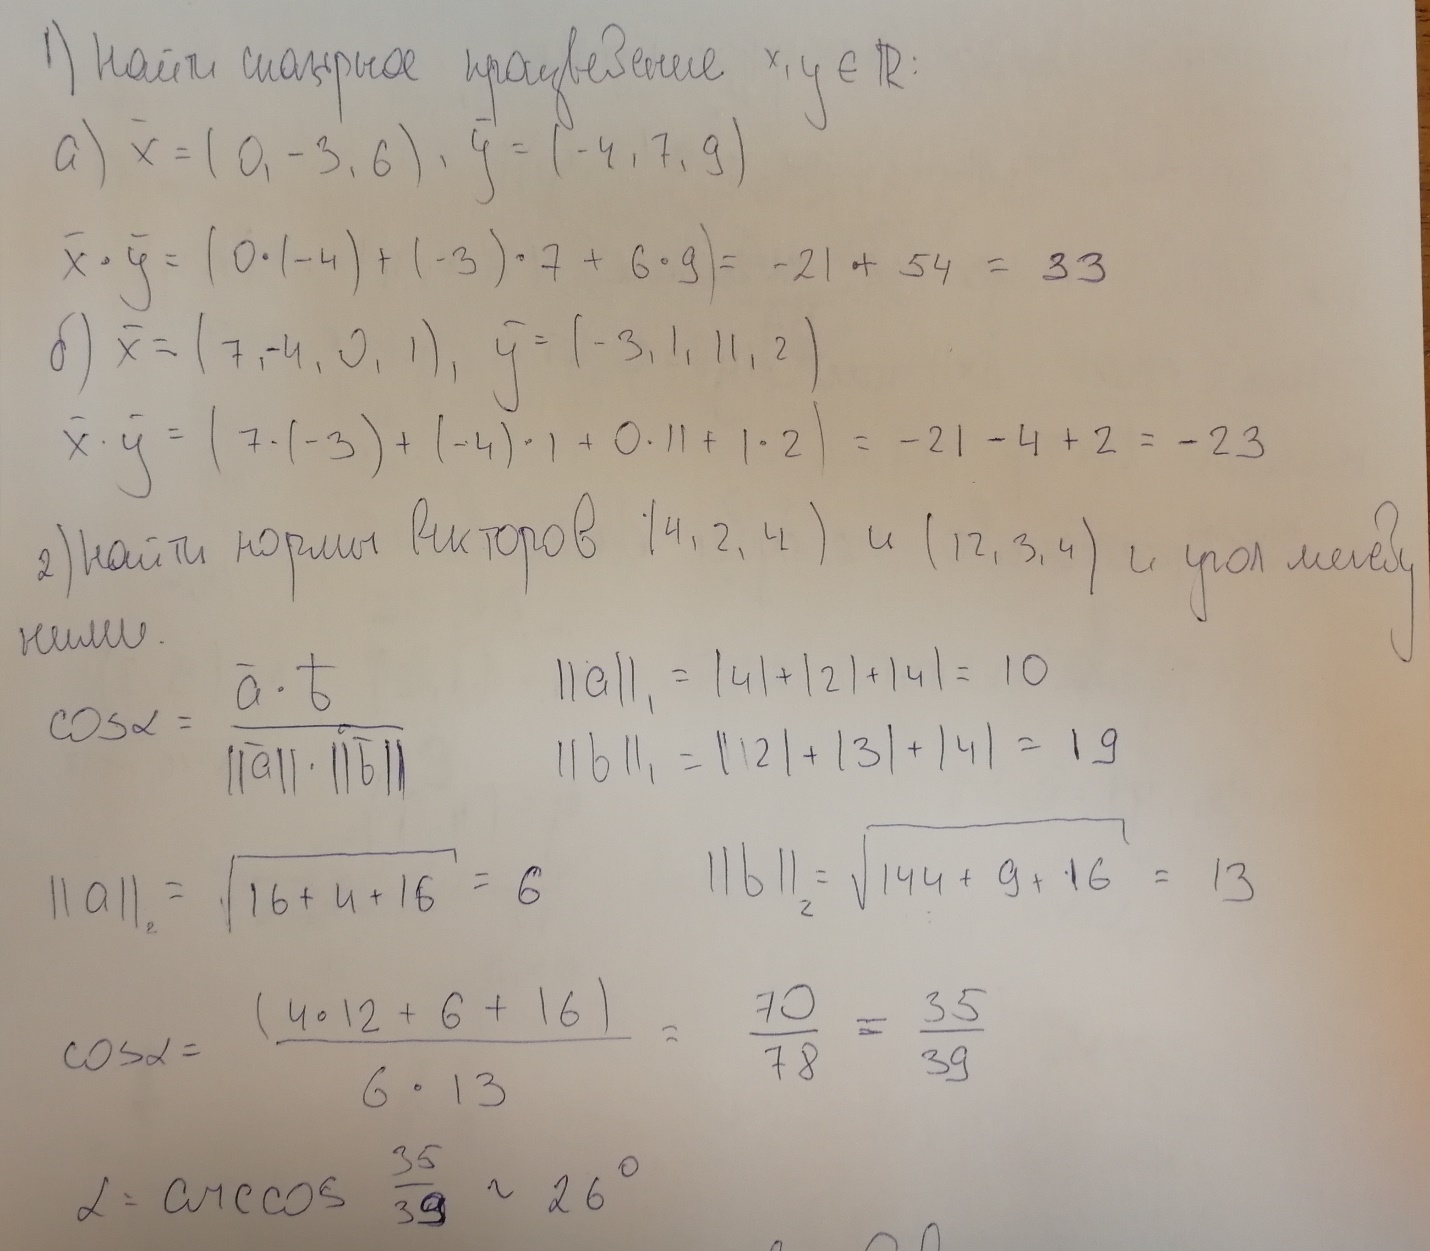 1) Найти скалярное произведение x, y ∈ ℝ:
а) x̄ = (0, -3, 6), ȳ = (-4, 7, 9)
x̄ · ȳ = (0·(-4) + (-3)·7 + 6·9) = -21 + 54 = 33
б) x̄ = (7, -4, 0, 1), ȳ = (-3, 1, 11, 2)
x̄ · ȳ = (7·(-3) + (-4)·1 + 0·11 + 1·2) = -21 - 4 + 2 = -23
2) Найти нормы векторов (4, 2, 4) и (12, 3, 4) и угол между
ними.
cosα = (ā · b̄) / (||ā|| · ||b̄||)
||a||₁ = |4| + |2| + |4| = 10
||b||₁ = |12| + |3| + |4| = 19
||a||₂ = √(16 + 4 + 16) = 6 ||b||₂ = √(144 + 9 + 16) = 13
cosα = (4·12 + 6 + 16) / (6 · 13) = 70/78 = 35/39
α = arccos 35/39 ~ 26°